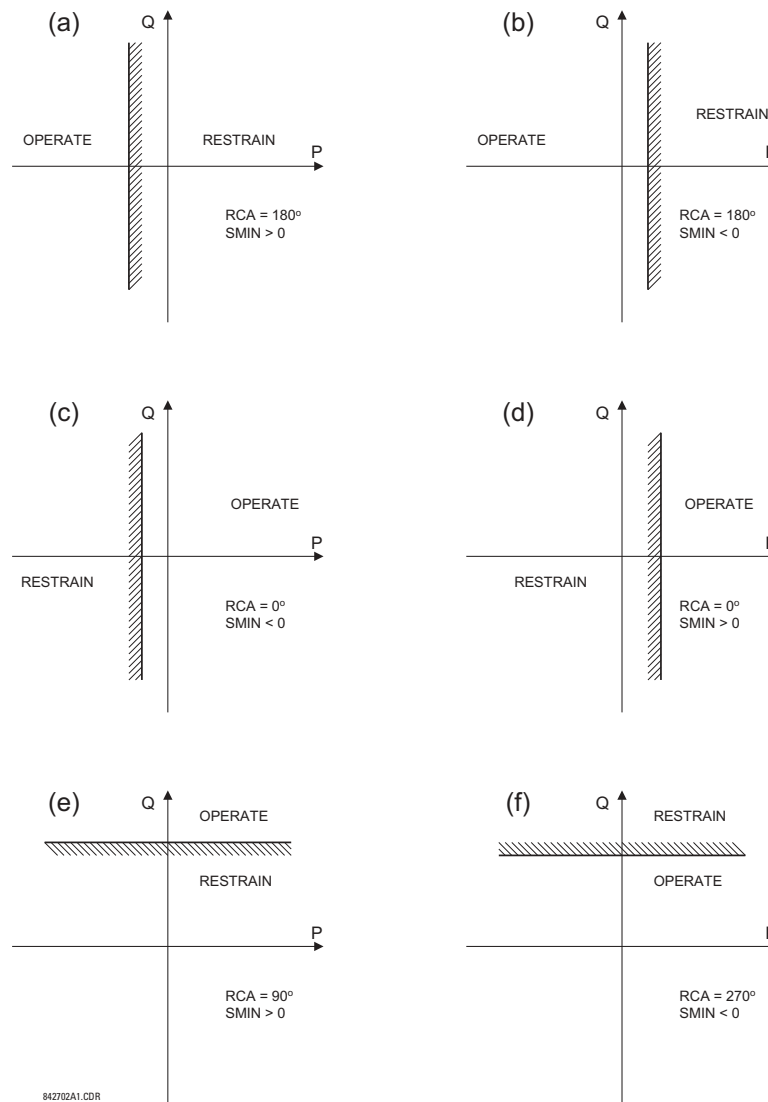 (a)
Q
OPERATE
RESTRAIN
P
RCA = 180º
SMIN > 0
(b)
Q
OPERATE
RESTRAIN
RCA = 180º
SMIN < 0
(c)
Q
OPERATE
P
RESTRAIN
RCA = 0º
SMIN < 0
(d)
Q
OPERATE
RESTRAIN
RCA = 0º
SMIN > 0
(e)
Q
OPERATE
RESTRAIN
P
RCA = 90º
SMIN > 0
(f)
Q
RESTRAIN
OPERATE
RCA = 270º
SMIN < 0
842702A1.CDR